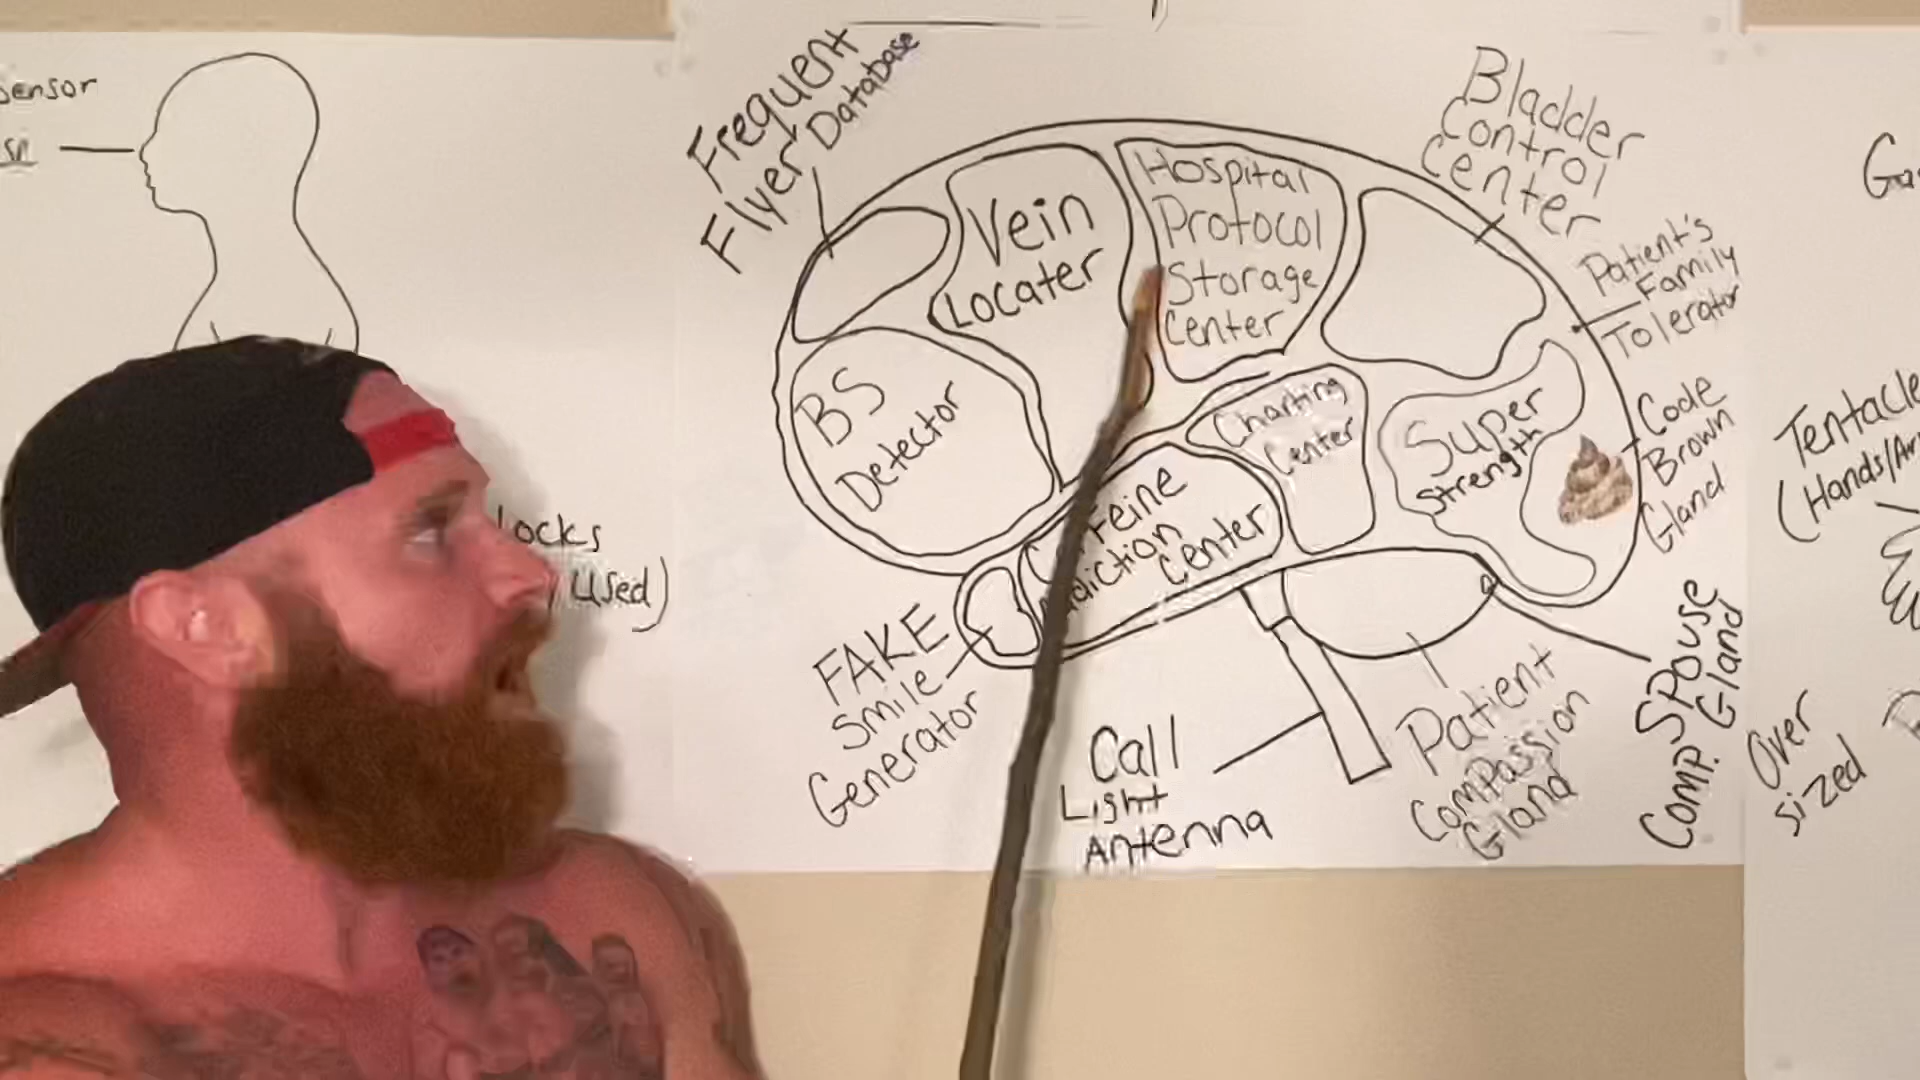 Sensor
Frequent
Flyer Database
Vein
Locater
Hospital
Protocol
Storage
Center
Bladder
Control
Center
Patient's
Family
Tolerator
BS
Detector
Charting
Center
Super
Strength
Code
Brown
Gland
Tentacle
(Hands/Ar
ocks
Used)
feine
diction
Center
FAKE
Smile
Generator
Call
Light
Antenna
Patient
Compassion
Gland
Spouse
Comp. Gland
Over
sized